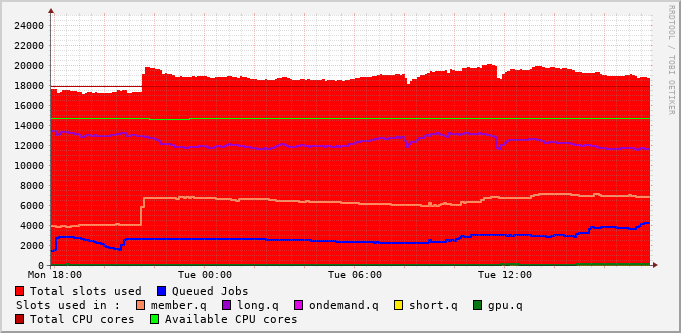 RRDTOOL / TOBI OETIKER
24000
22000
20000
18000
16000
14000
12000
10000
8000
6000
4000
2000
0
Mon 18:00 Tue 00:00 Tue 06:00 Tue 12:00
Total slots used Queued Jobs
Slots used in : member.q long.q ondemand.q short.q gpu.q
Total CPU cores Available CPU cores